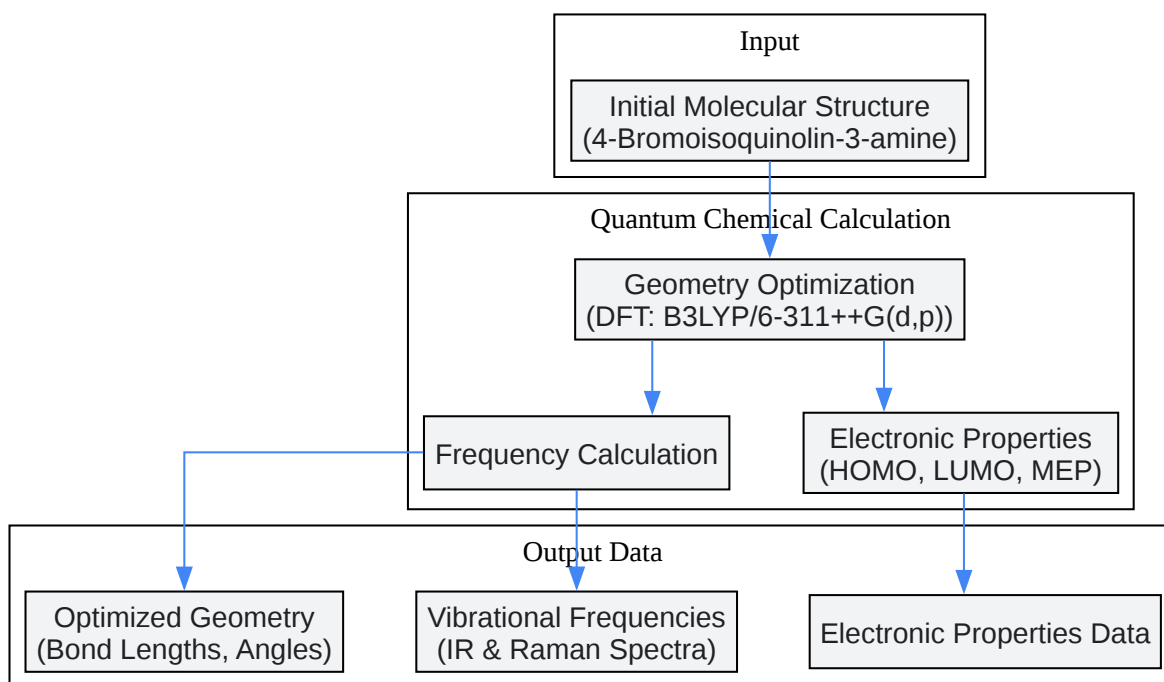 Input
Initial Molecular Structure
(4-Bromoisoquinolin-3-amine)
Quantum Chemical Calculation
Geometry Optimization
(DFT: B3LYP/6-311++G(d,p))
Frequency Calculation
Electronic Properties
(HOMO, LUMO, MEP)
Output Data
Optimized Geometry
(Bond Lengths, Angles)
Vibrational Frequencies
(IR & Raman Spectra)
Electronic Properties Data